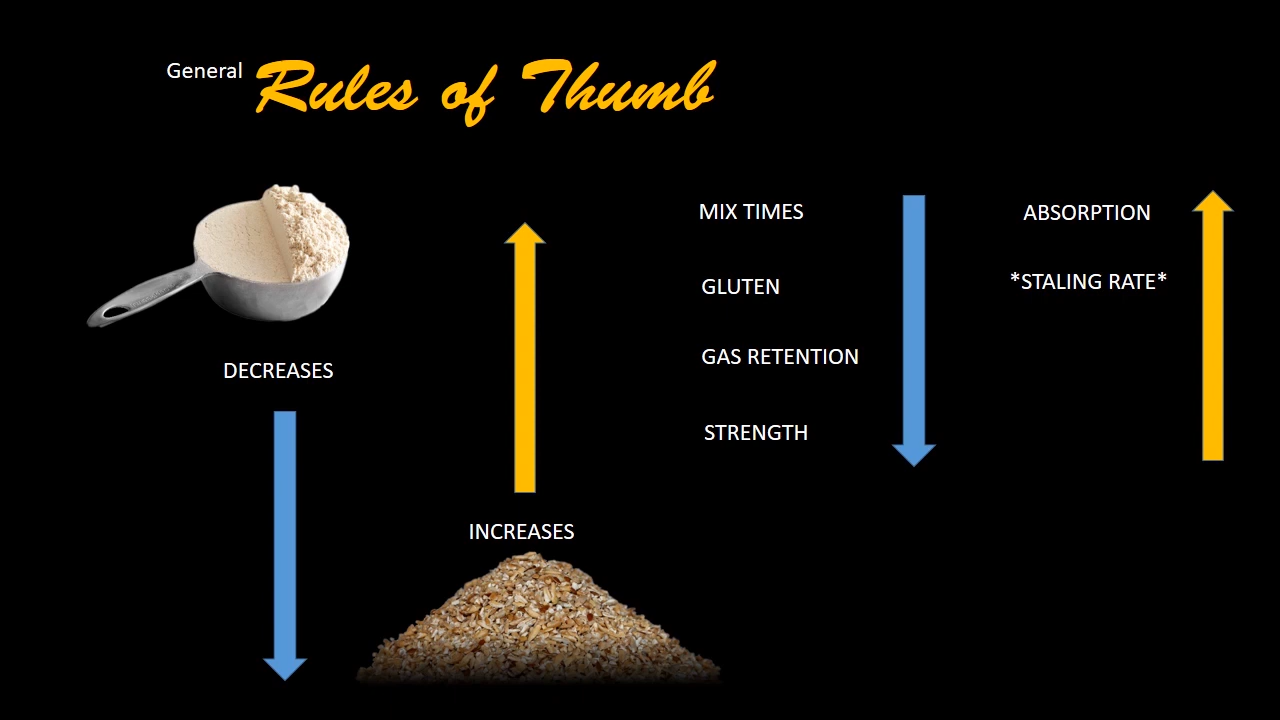 General Rules of Thumb
DECREASES
INCREASES
MIX TIMES
GLUTEN
GAS RETENTION
STRENGTH
ABSORPTION
*STALING RATE*